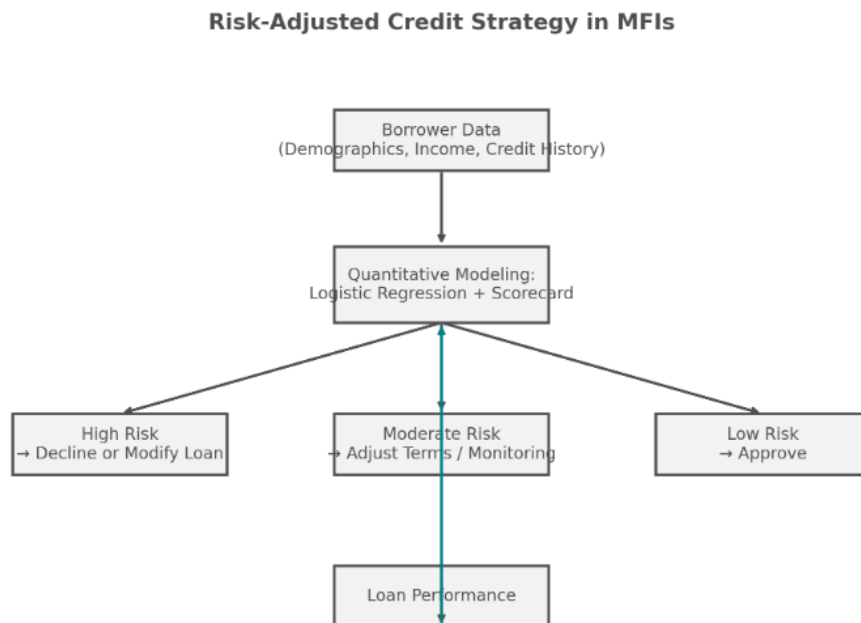 Risk-Adjusted Credit Strategy in MFIs
Borrower Data
(Demographics, Income, Credit History)
Quantitative Modeling:
Logistic Regression + Scorecard
High Risk
→ Decline or Modify Loan
Moderate Risk
→ Adjust Terms / Monitoring
Low Risk
→ Approve
Loan Performance